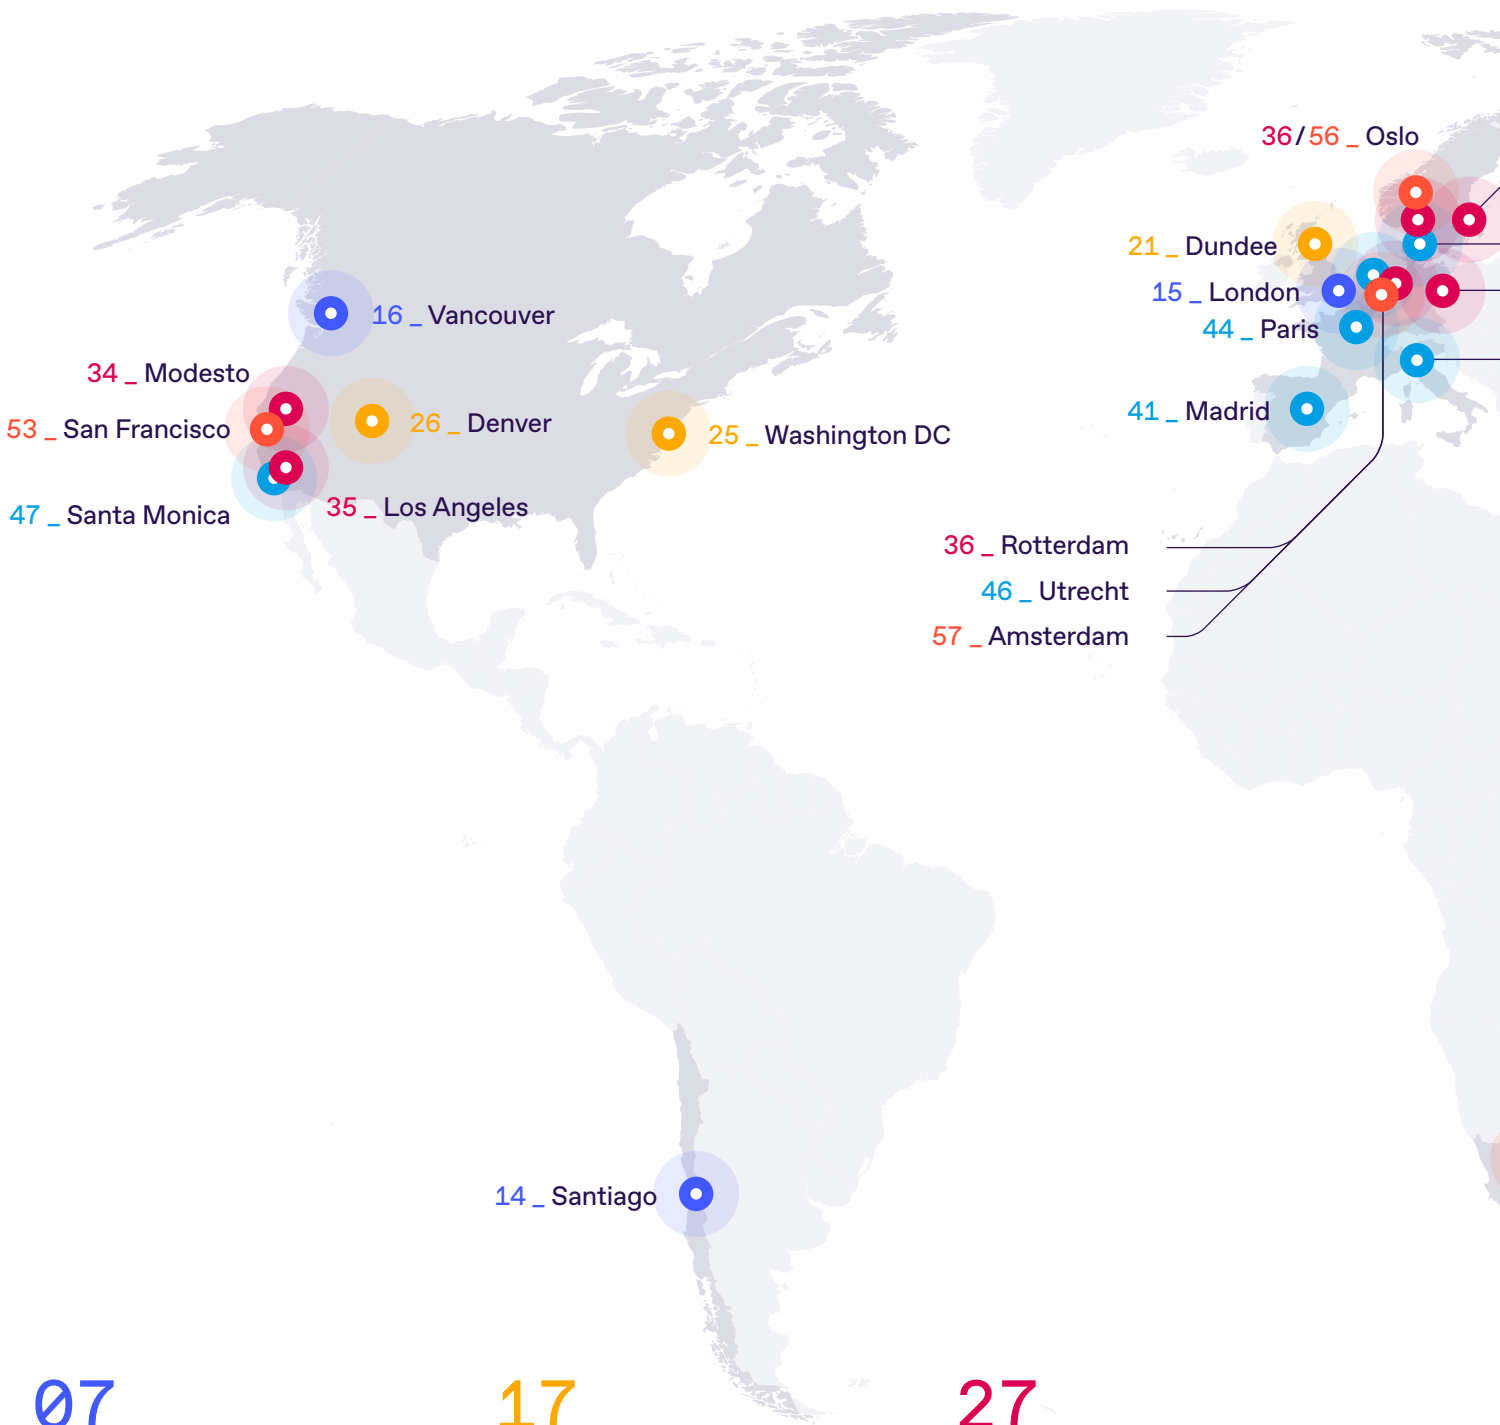 36/56 _ Oslo
21 _ Dundee
15 _ London
16 _ Vancouver
44 _ Paris
34 _ Modesto
41 _ Madrid
26 _ Denver
53 _ San Francisco
25 _ Washington DC
35 _ Los Angeles
47 _ Santa Monica
36 _ Rotterdam
46 _ Utrecht
57 _ Amsterdam
14 _ Santiago
07
17
27